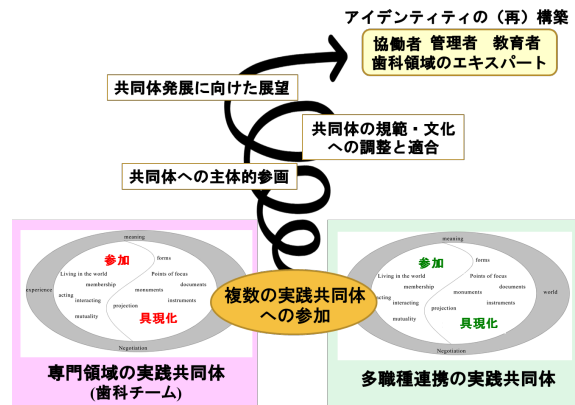 アイデンティティの（再）構築
協働者 管理者 教育者
歯科領域のエキスパート
共同体発展に向けた展望
共同体の規範・文化
への調整と適合
共同体への主体的参画
複数の実践共同体
への参加
meaning
参加
forms
Living in the world
Points of focus
membership
documents
experience
monuments
acting
interacting
instruments
projection
mutuality
具現化
Negotiation
専門領域の実践共同体
(歯科チーム)
meaning
参加
forms
Living in the world
Points of focus
membership
documents
world
acting
monuments
interacting
instruments
projection
mutuality
具現化
Negotiation
多職種連携の実践共同体